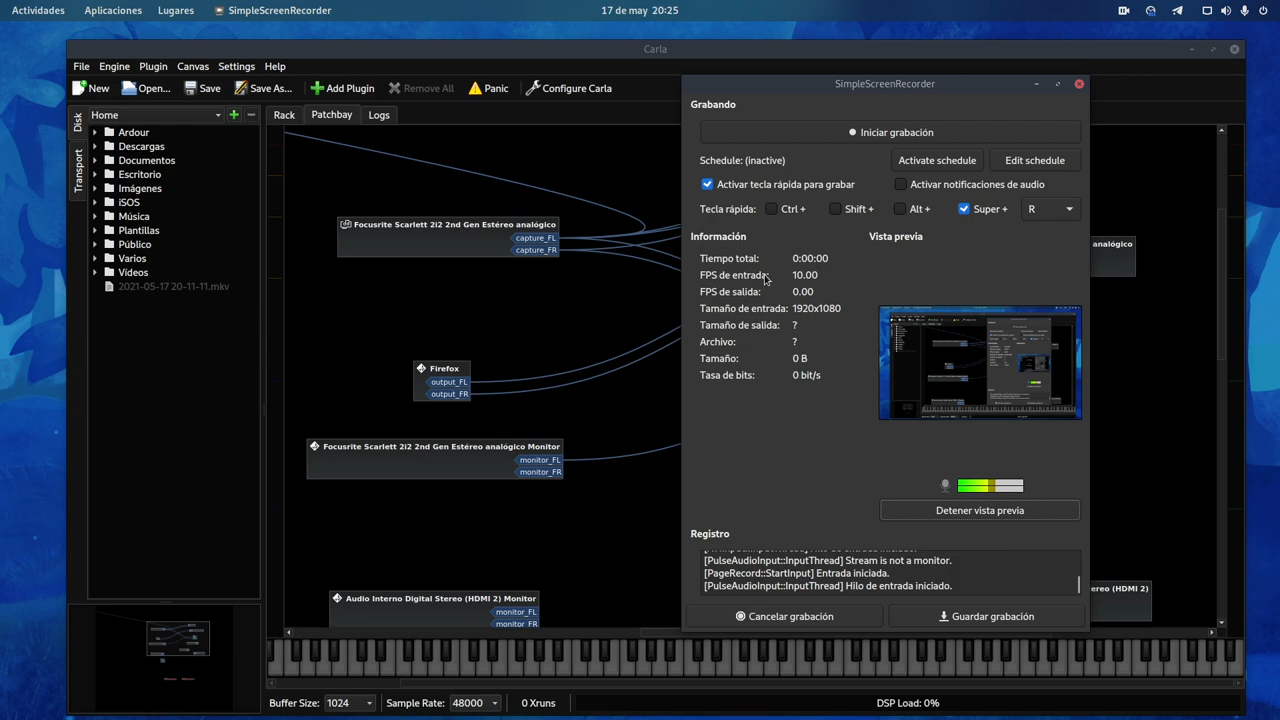 Actividades Aplicaciones Lugares SimpleScreenRecorder 17 de may 20:25
Carla
File Engine Plugin Canvas Settings Help
New Open... Save Save As... Add Plugin Remove All Panic Configure Carla
Disk
Transport
Home
Ardour
Descargas
Documentos
Escritorio
Imágenes
iSOS
Música
Plantillas
Público
Varios
Vídeos
2021-05-17 20-11-11.mkv
Rack Patchbay Logs
Focusrite Scarlett 2i2 2nd Gen Estéreo analógico
capture_FL
capture_FR
Firefox
output_FL
output_FR
Focusrite Scarlett 2i2 2nd Gen Estéreo analógico Monitor
monitor_FL
monitor_FR
Audio Interno Digital Stereo (HDMI 2) Monitor
monitor_FL
monitor_FR
analógico
ereo (HDMI 2)
SimpleScreenRecorder
Grabando
Iniciar grabación
Schedule: (inactive) Activate schedule Edit schedule
Activar tecla rápida para grabar Activar notificaciones de audio
Tecla rápida: Ctrl + Shift + Alt + Super + R
Información Vista previa
Tiempo total: 0:00:00
FPS de entrada: 10.00
FPS de salida: 0.00
Tamaño de entrada: 1920x1080
Tamaño de salida: ?
Archivo: ?
Tamaño: 0 B
Tasa de bits: 0 bit/s
Detener vista previa
Registro
[PulseAudioInput::InputThread] Stream is not a monitor.
[PageRecord::StartInput] Entrada iniciada.
[PulseAudioInput::InputThread] Hilo de entrada iniciado.
Cancelar grabación Guardar grabación
Buffer Size: 1024 Sample Rate: 48000 0 Xruns DSP Load: 0%